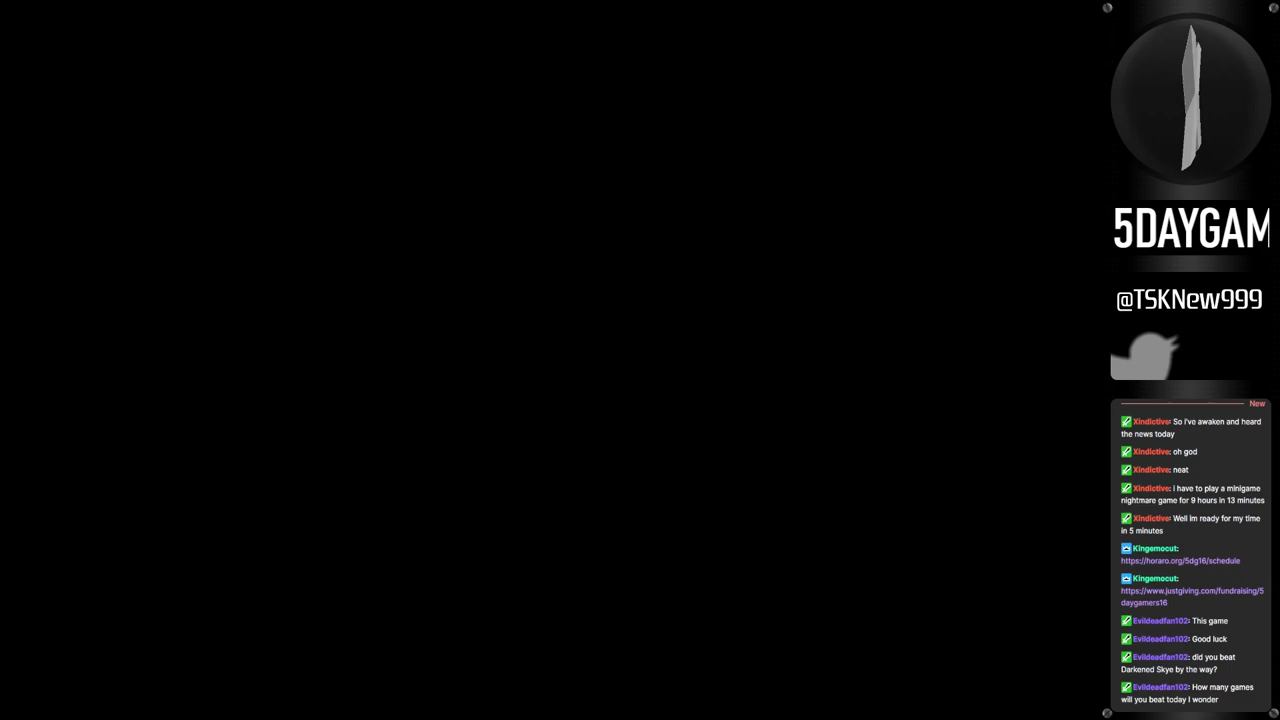 5DAYGAM
@TSKNew999
New
Xindictive: So I've awaken and heard
the news today
Xindictive: oh god
Xindictive: neat
Xindictive: I have to play a minigame
nightmare game for 9 hours in 13 minutes
Xindictive: Well im ready for my time
in 5 minutes
Kingemocut:
https://horaro.org/5dg16/schedule
Kingemocut:
https://www.justgiving.com/fundraising/5
daygamers16
Evildeadfan102: This game
Evildeadfan102: Good luck
Evildeadfan102: did you beat
Darkened Skye by the way?
Evildeadfan102: How many games
will you beat today I wonder